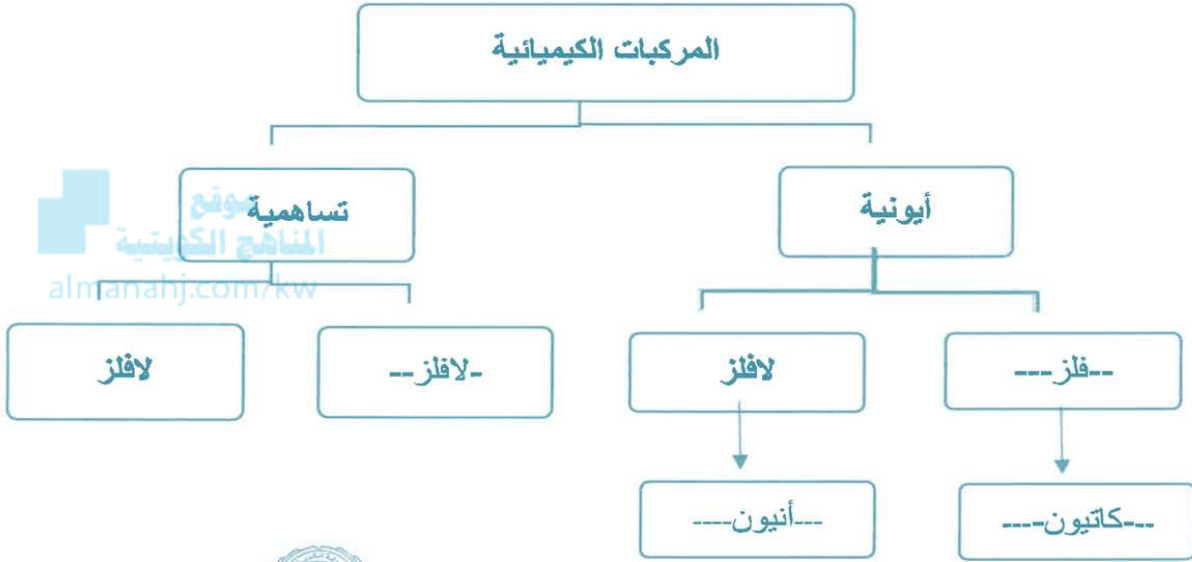 المركبات الكيميائية
أيونية
تساهمية
موقع
المناهج الكويتية
almanahj.com/kw
--فلز---
لافلز
-لافلز--
لافلز
---كاتيون----
---أنيون----